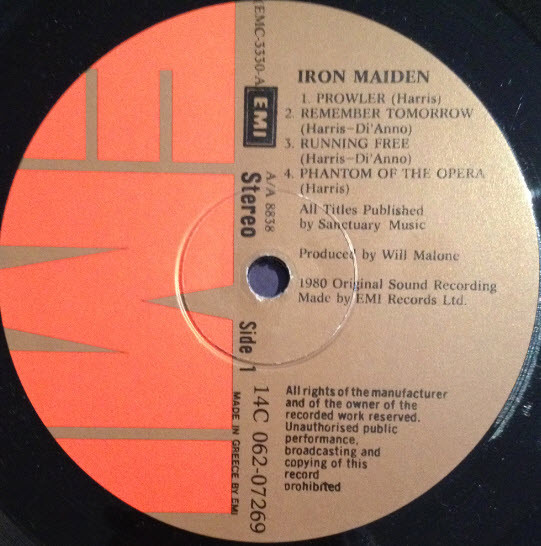 IRON MAIDEN
1. PROWLER (Harris)
2. REMEMBER TOMORROW
(Harris-Di'Anno)
3. RUNNING FREE
(Harris-Di'Anno)
4. PHANTOM OF THE OPERA
(Harris)
All Titles Published
by Sanctuary Music
Produced by Will Malone
1980 Original Sound Recording
Made by EMI Records Ltd.
All rights of the manufacturer
and of the owner of the
recorded work reserved.
Unauthorised public
performance,
broadcasting and
copying of this
record
prohibited
EMC-3330-A
EMI
A/A 8838
Stereo
Side 1
14C 062-07269
MADE IN GREECE BY EMI
EMI